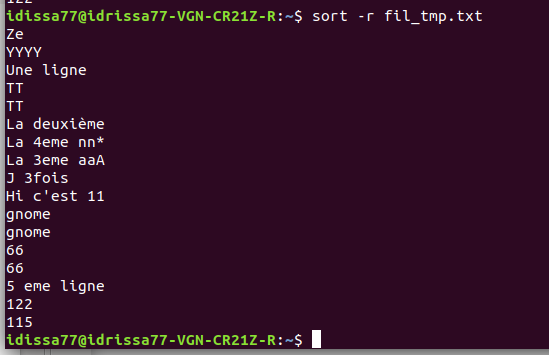 122
idissa77@idrissa77-VGN-CR21Z-R:~$ sort -r fil_tmp.txt
Ze
YYYY
Une ligne
TT
TT
La deuxième
La 4eme nn*
La 3eme aaA
J 3fois
Hi c'est 11
gnome
gnome
66
66
5 eme ligne
122
115
idissa77@idrissa77-VGN-CR21Z-R:~$